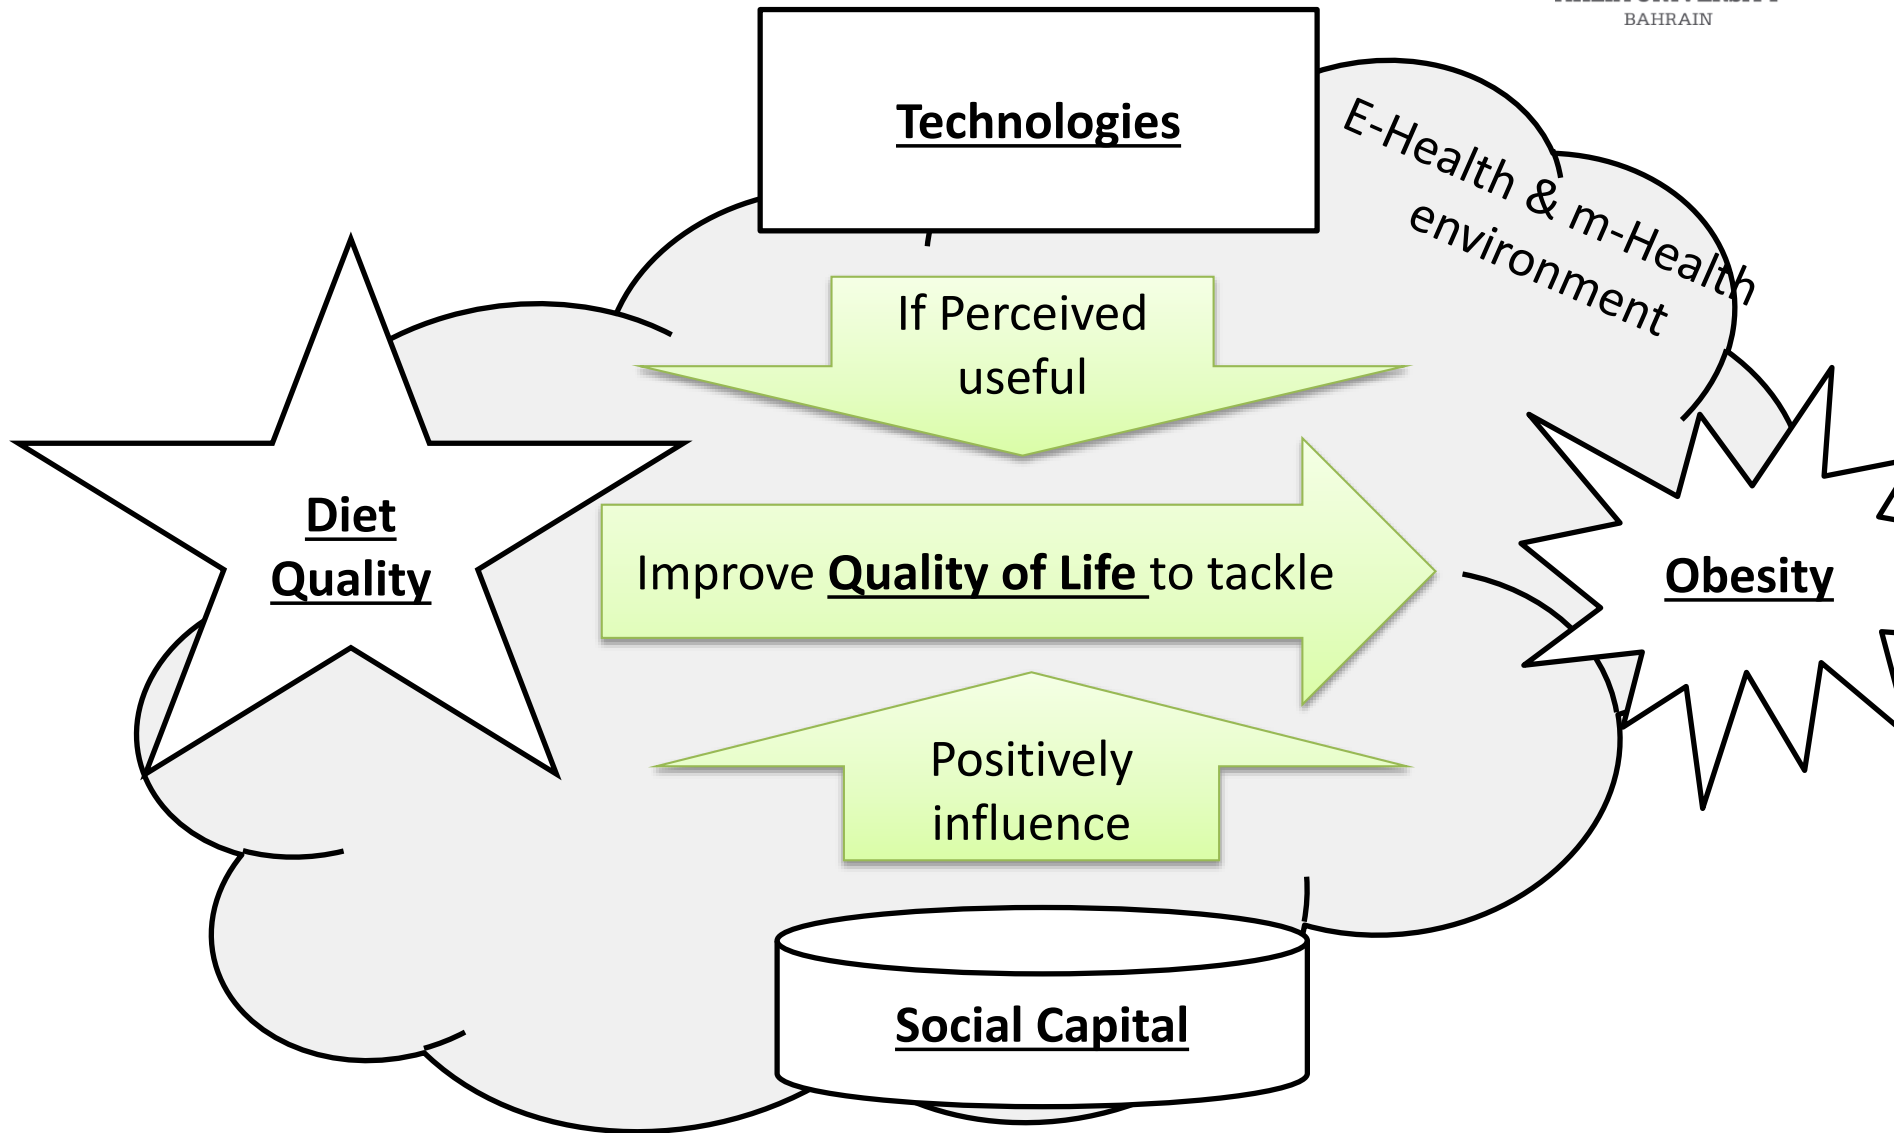 BAHRAIN
Technologies
E-Health & m-Health
environment
If Perceived
useful
Diet
Quality
Improve Quality of Life to tackle
Obesity
Positively
influence
Social Capital